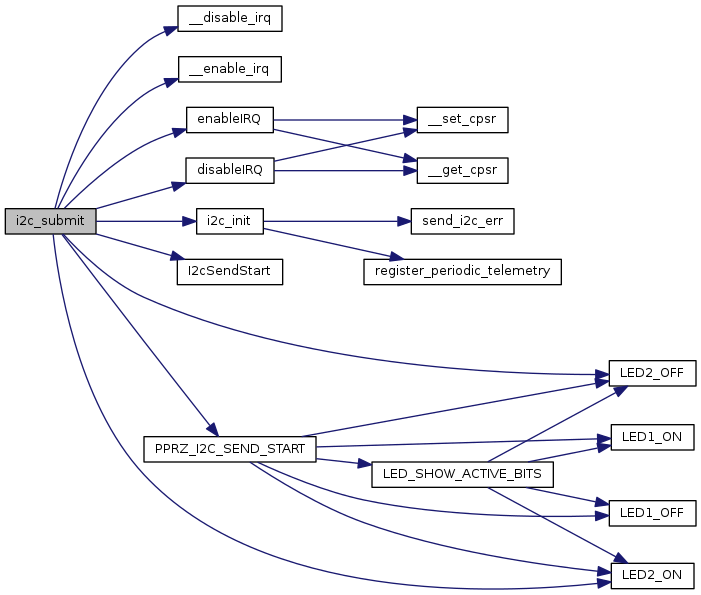 __disable_irq
__enable_irq
enableIRQ
__set_cpsr
disableIRQ
__get_cpsr
i2c_submit
i2c_init
send_i2c_err
I2cSendStart
register_periodic_telemetry
LED2_OFF
LED1_ON
PPRZ_I2C_SEND_START
LED_SHOW_ACTIVE_BITS
LED1_OFF
LED2_ON